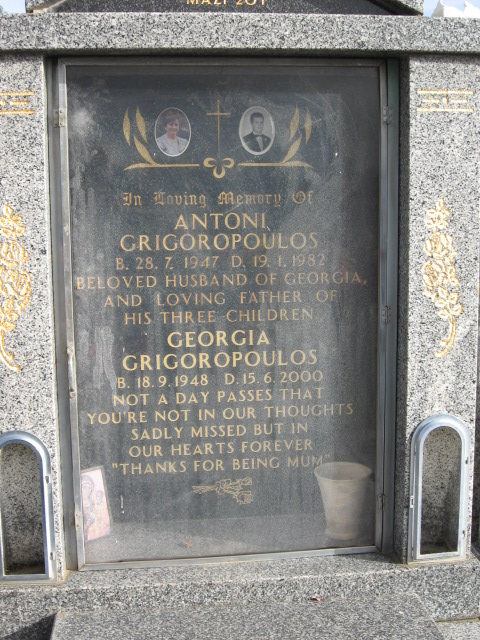 ΜΑΖΙ ΣΟΥ
In Loving Memory Of
ANTONI
GRIGOROPOULOS
B. 28. 7. 1947 D. 19. 1. 1982
BELOVED HUSBAND OF GEORGIA,
AND LOVING FATHER OF
HIS THREE CHILDREN
GEORGIA
GRIGOROPOULOS
B. 18. 9. 1948 D. 15. 6. 2000
NOT A DAY PASSES THAT
YOU'RE NOT IN OUR THOUGHTS
SADLY MISSED BUT IN
OUR HEARTS FOREVER
"THANKS FOR BEING MUM"